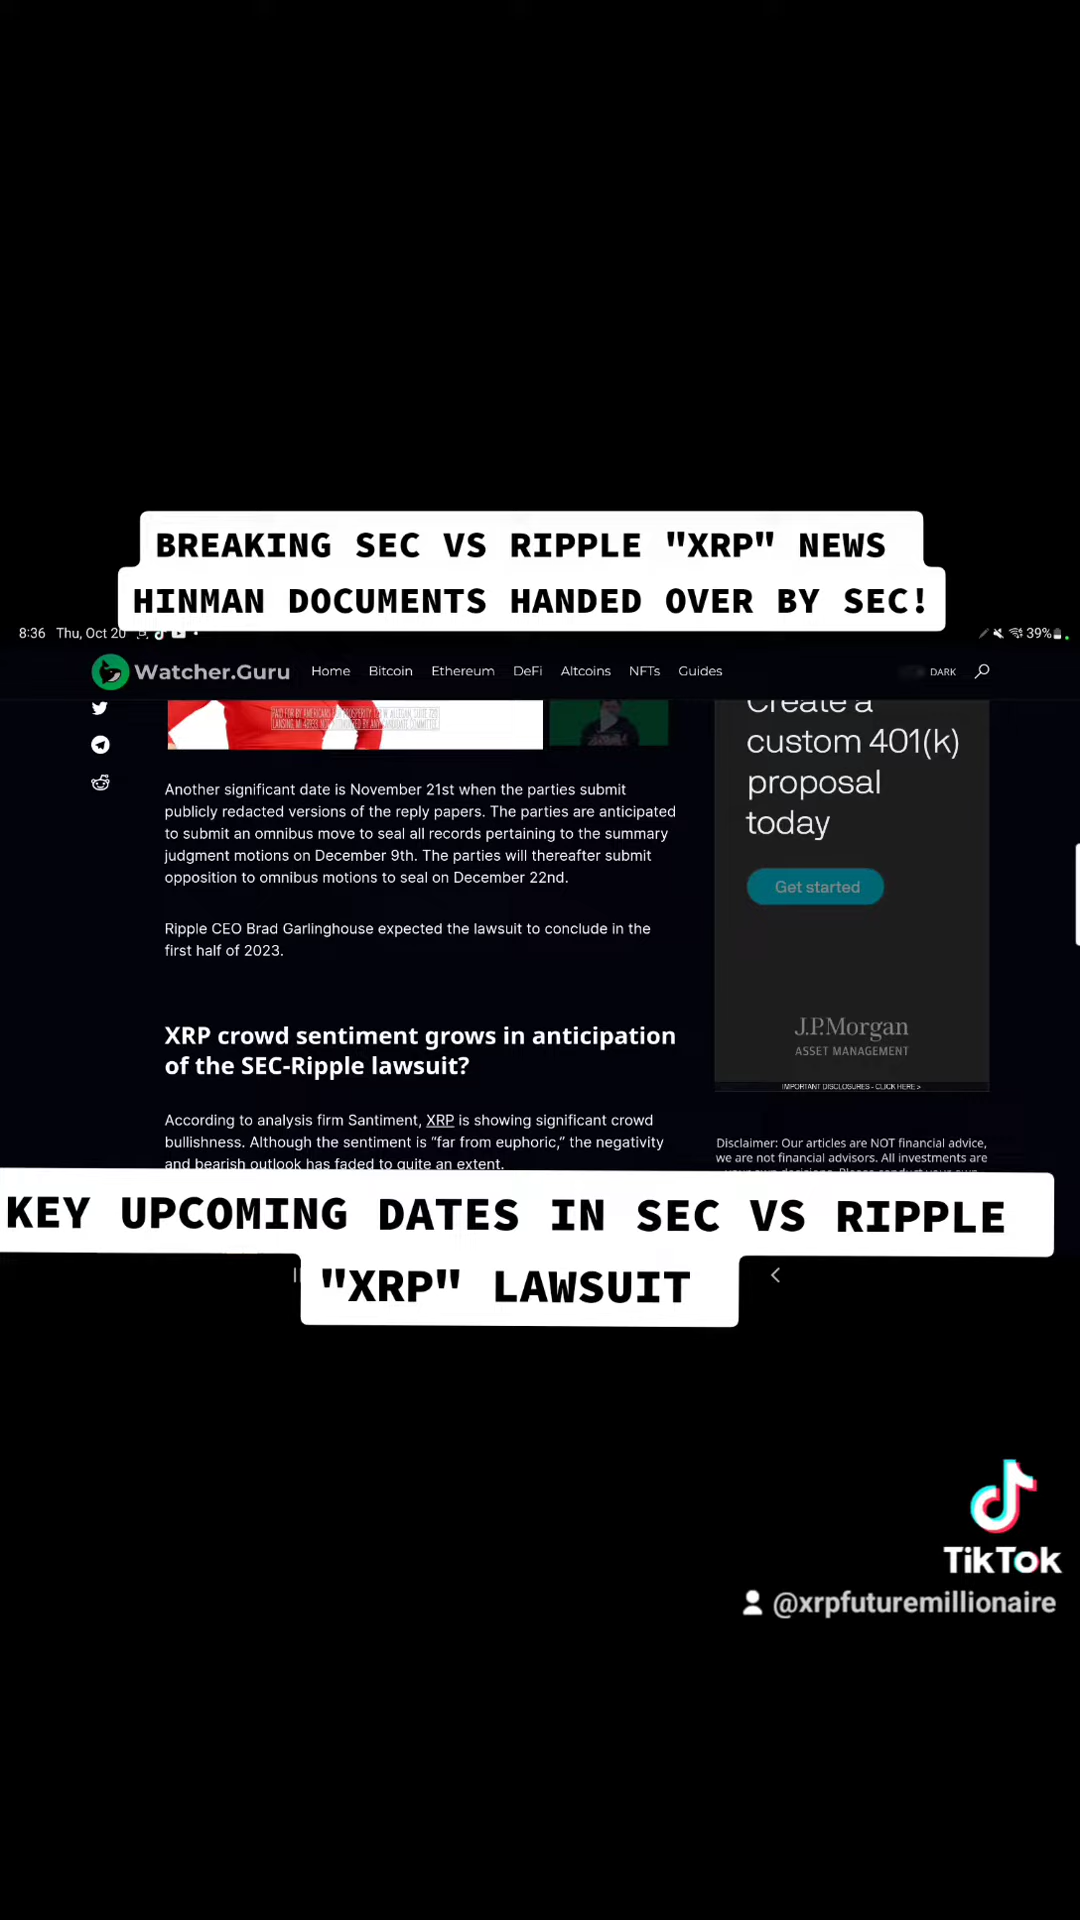 BREAKING SEC VS RIPPLE "XRP" NEWS
HINMAN DOCUMENTS HANDED OVER BY SEC!
8:36 Thu, Oct 20
39%
Watcher.Guru
Home Bitcoin Ethereum DeFi Altcoins NFTs Guides
DARK
Create a
custom 401(k)
proposal
today
Get started
J.P.Morgan
ASSET MANAGEMENT
IMPORTANT DISCLOSURES - CLICK HERE >
Another significant date is November 21st when the parties submit
publicly redacted versions of the reply papers. The parties are anticipated
to submit an omnibus move to seal all records pertaining to the summary
judgment motions on December 9th. The parties will thereafter submit
opposition to omnibus motions to seal on December 22nd.
Ripple CEO Brad Garlinghouse expected the lawsuit to conclude in the
first half of 2023.
XRP crowd sentiment grows in anticipation
of the SEC-Ripple lawsuit?
According to analysis firm Santiment, XRP is showing significant crowd
bullishness. Although the sentiment is “far from euphoric,” the negativity
and bearish outlook has faded to quite an extent.
Disclaimer: Our articles are NOT financial advice,
we are not financial advisors. All investments are
KEY UPCOMING DATES IN SEC VS RIPPLE
"XRP" LAWSUIT
TikTok
@xrpfuturemillionaire